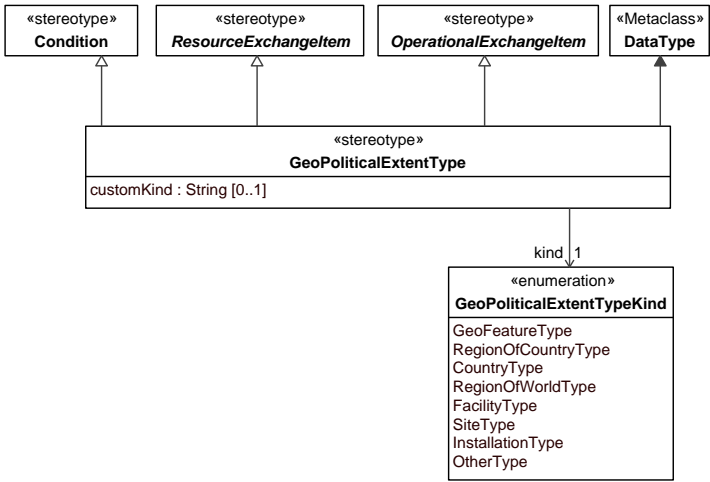 «stereotype»
Condition
«stereotype»
ResourceExchangeItem
«stereotype»
OperationalExchangeItem
«Metaclass»
DataType
«stereotype»
GeoPoliticalExtentType
customKind : String [0..1]
kind 1
«enumeration»
GeoPoliticalExtentTypeKind
GeoFeatureType
RegionOfCountryType
CountryType
RegionOfWorldType
FacilityType
SiteType
InstallationType
OtherType